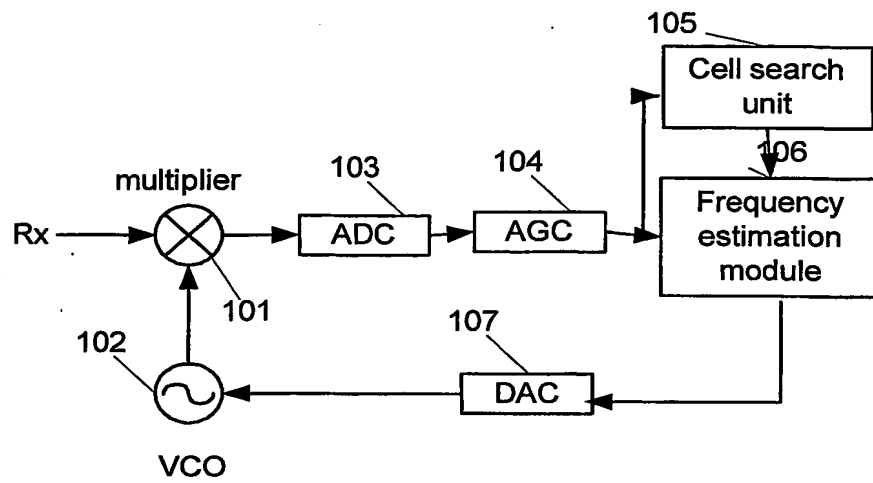 105
Cell search
unit
106
multiplier
103
104
Rx
ADC
AGC
Frequency
estimation
module
101
102
107
DAC
VCO